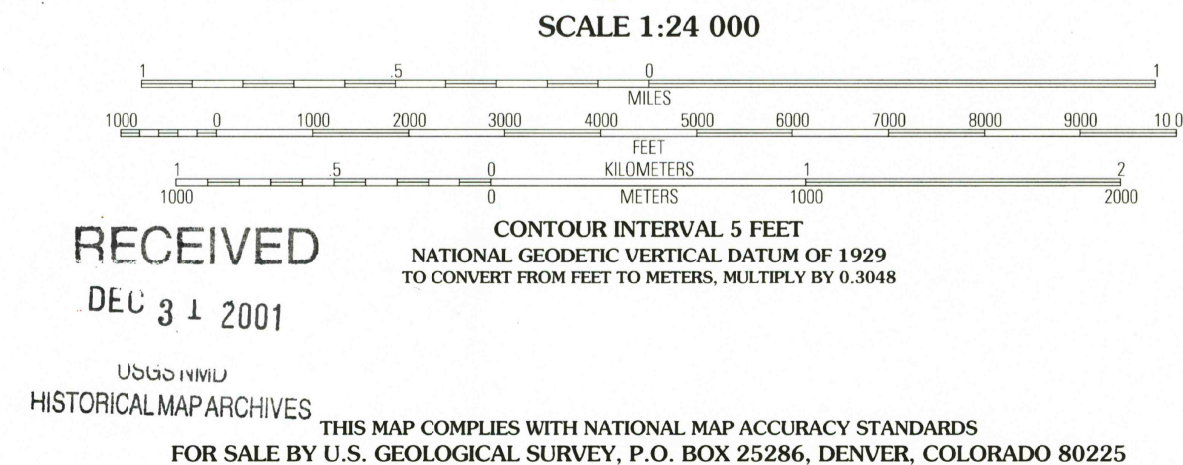 SCALE 1:24 000
1 .5 0 1
MILES
1000 0 1000 2000 3000 4000 5000 6000 7000 8000 9000 10 0
FEET
1 .5 0 KILOMETERS 1 2
1000 0 METERS 1000 2000
CONTOUR INTERVAL 5 FEET
NATIONAL GEODETIC VERTICAL DATUM OF 1929
TO CONVERT FROM FEET TO METERS, MULTIPLY BY 0.3048
RECEIVED
DEC 31 2001
USGS NMD
HISTORICAL MAP ARCHIVES
THIS MAP COMPLIES WITH NATIONAL MAP ACCURACY STANDARDS
FOR SALE BY U.S. GEOLOGICAL SURVEY, P.O. BOX 25286, DENVER, COLORADO 80225